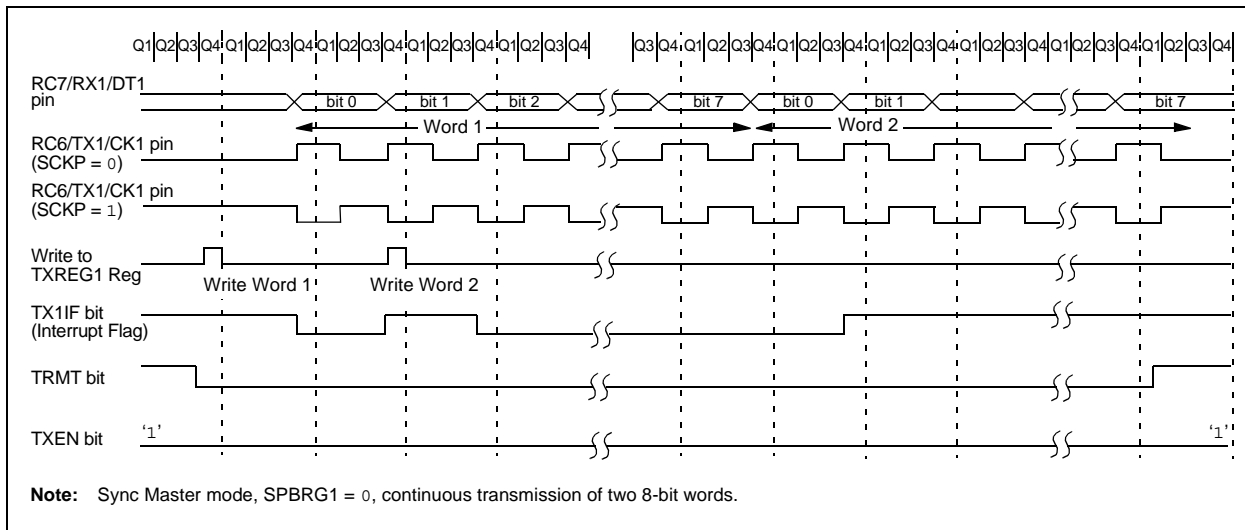 Q1 Q2 Q3 Q4 Q1 Q2 Q3 Q4 Q1 Q2 Q3 Q4 Q1 Q2 Q3 Q4 Q1 Q2 Q3 Q4 Q3 Q4 Q1 Q2 Q3 Q4 Q1 Q2 Q3 Q4 Q1 Q2 Q3 Q4 Q1 Q2 Q3 Q4 Q1 Q2 Q3 Q4 Q1 Q2 Q3 Q4
RC7/RX1/DT1
pin
bit 0 bit 1 bit 2 bit 7 bit 0 bit 1 bit 7
Word 1 Word 2
RC6/TX1/CK1 pin
(SCKP = 0)
RC6/TX1/CK1 pin
(SCKP = 1)
Write to
TXREG1 Reg
Write Word 1 Write Word 2
TX1IF bit
(Interrupt Flag)
TRMT bit
TXEN bit ‘1’ ‘1’
Note: Sync Master mode, SPBRG1 = 0, continuous transmission of two 8-bit words.